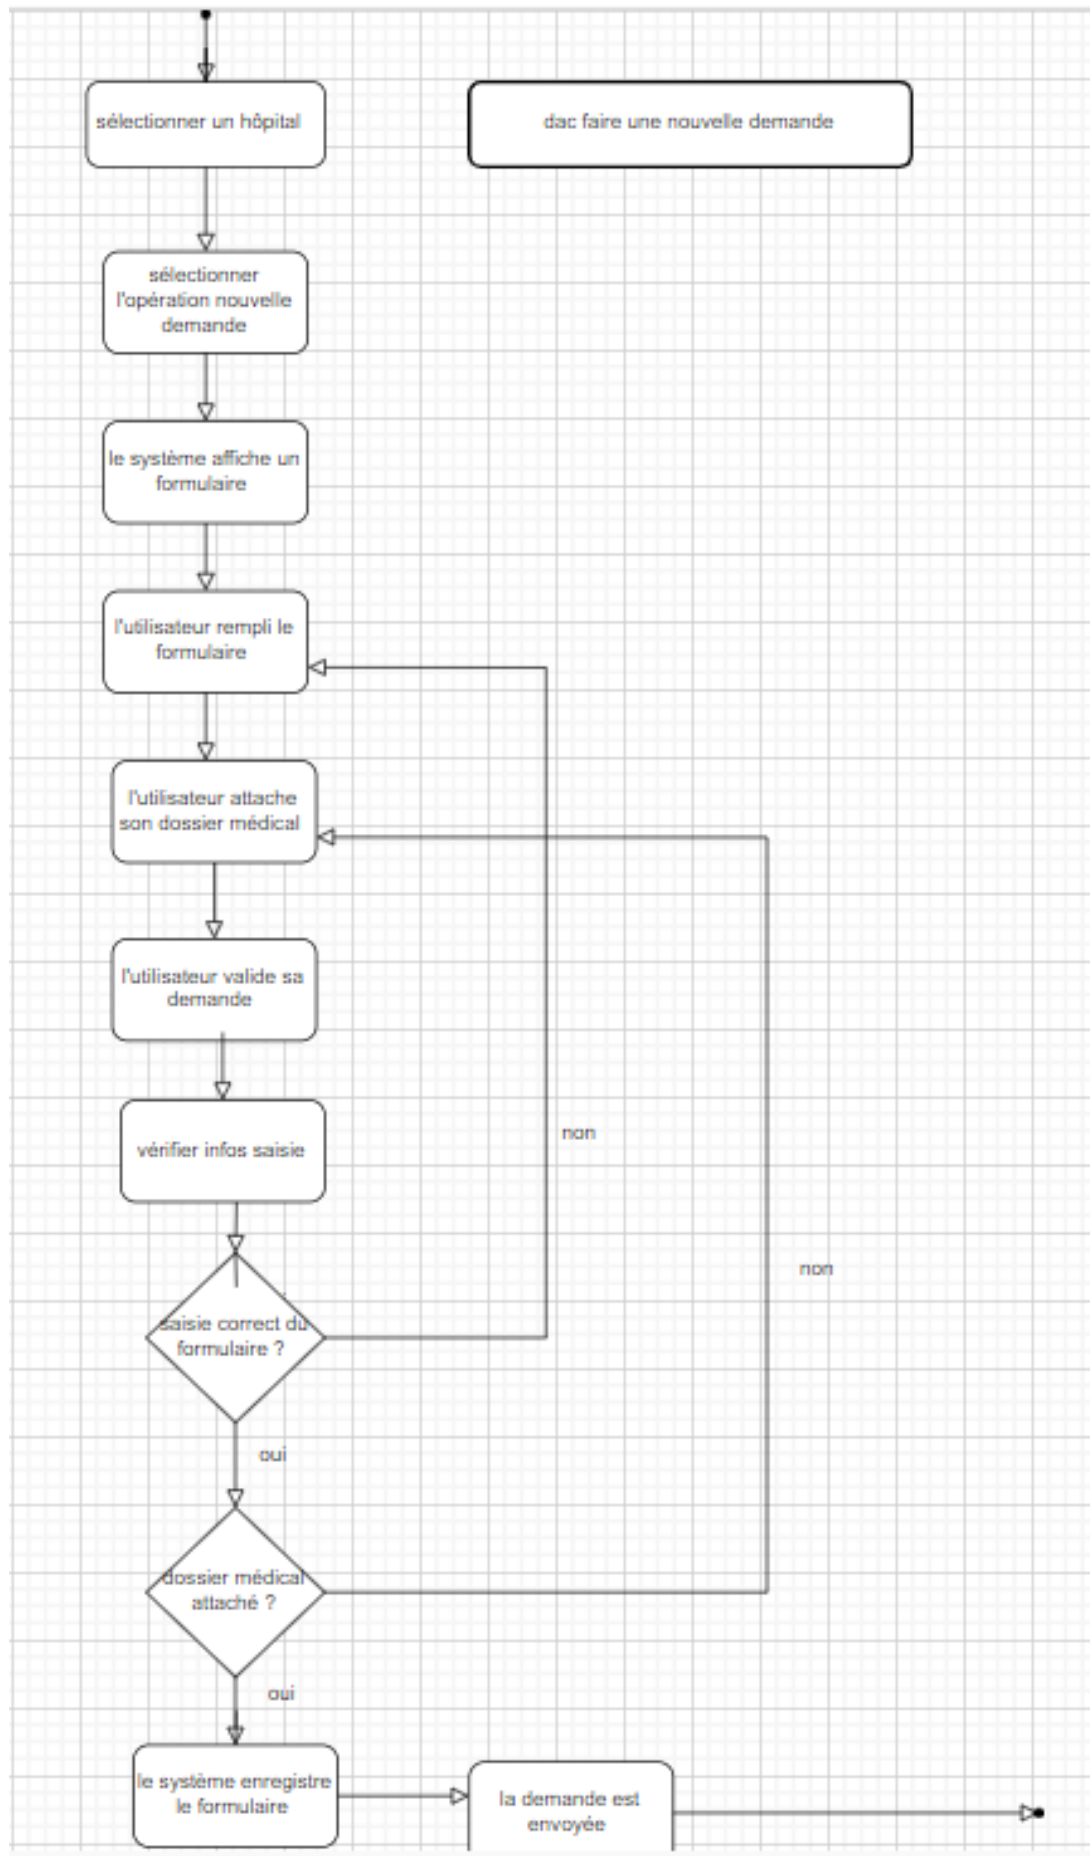 sélectionner un hôpital
dac faire une nouvelle demande
sélectionner
l'opération nouvelle
demande
le système affiche un
formulaire
l'utilisateur rempli le
formulaire
l'utilisateur attache
son dossier médical
l'utilisateur valide sa
demande
vérifier infos saisie
non
non
saisie correct du
formulaire ?
oui
dossier médical
attaché ?
oui
le système enregistre
le formulaire
la demande est
envoyée